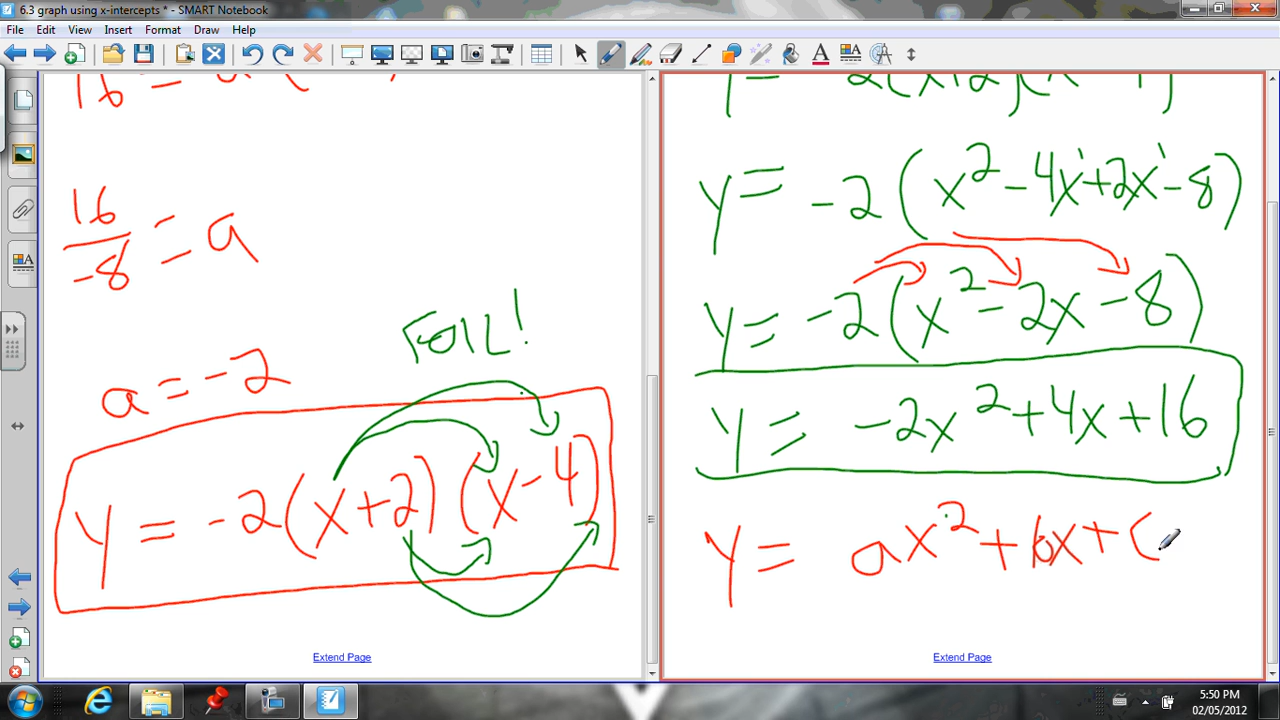 6.3 graph using x-intercepts * - SMART Notebook
File Edit View Insert Format Draw Help
16/-8 = a
a = -2
FOIL!
y = -2(x+2)(x-4)
Extend Page
y = -2(x² - 4x¹ + 2x¹ - 8)
y = -2(x² - 2x - 8)
y = -2x² + 4x + 16
y = ax² + bx + c
Extend Page
5:50 PM
02/05/2012